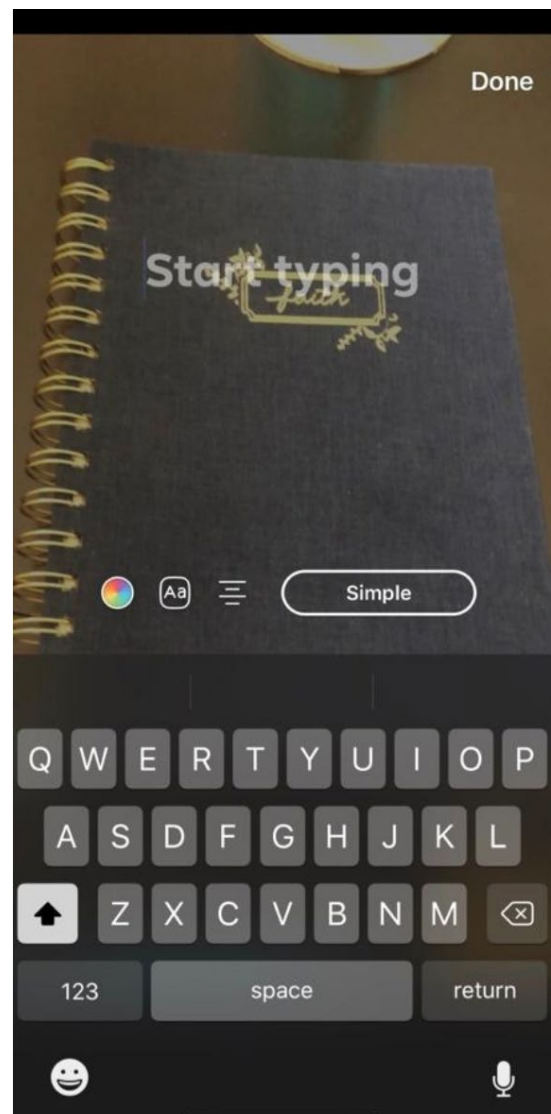 Done
Start typing
faith
Aa
Simple
Q W E R T Y U I O P
A S D F G H J K L
Z X C V B N M
123 space return